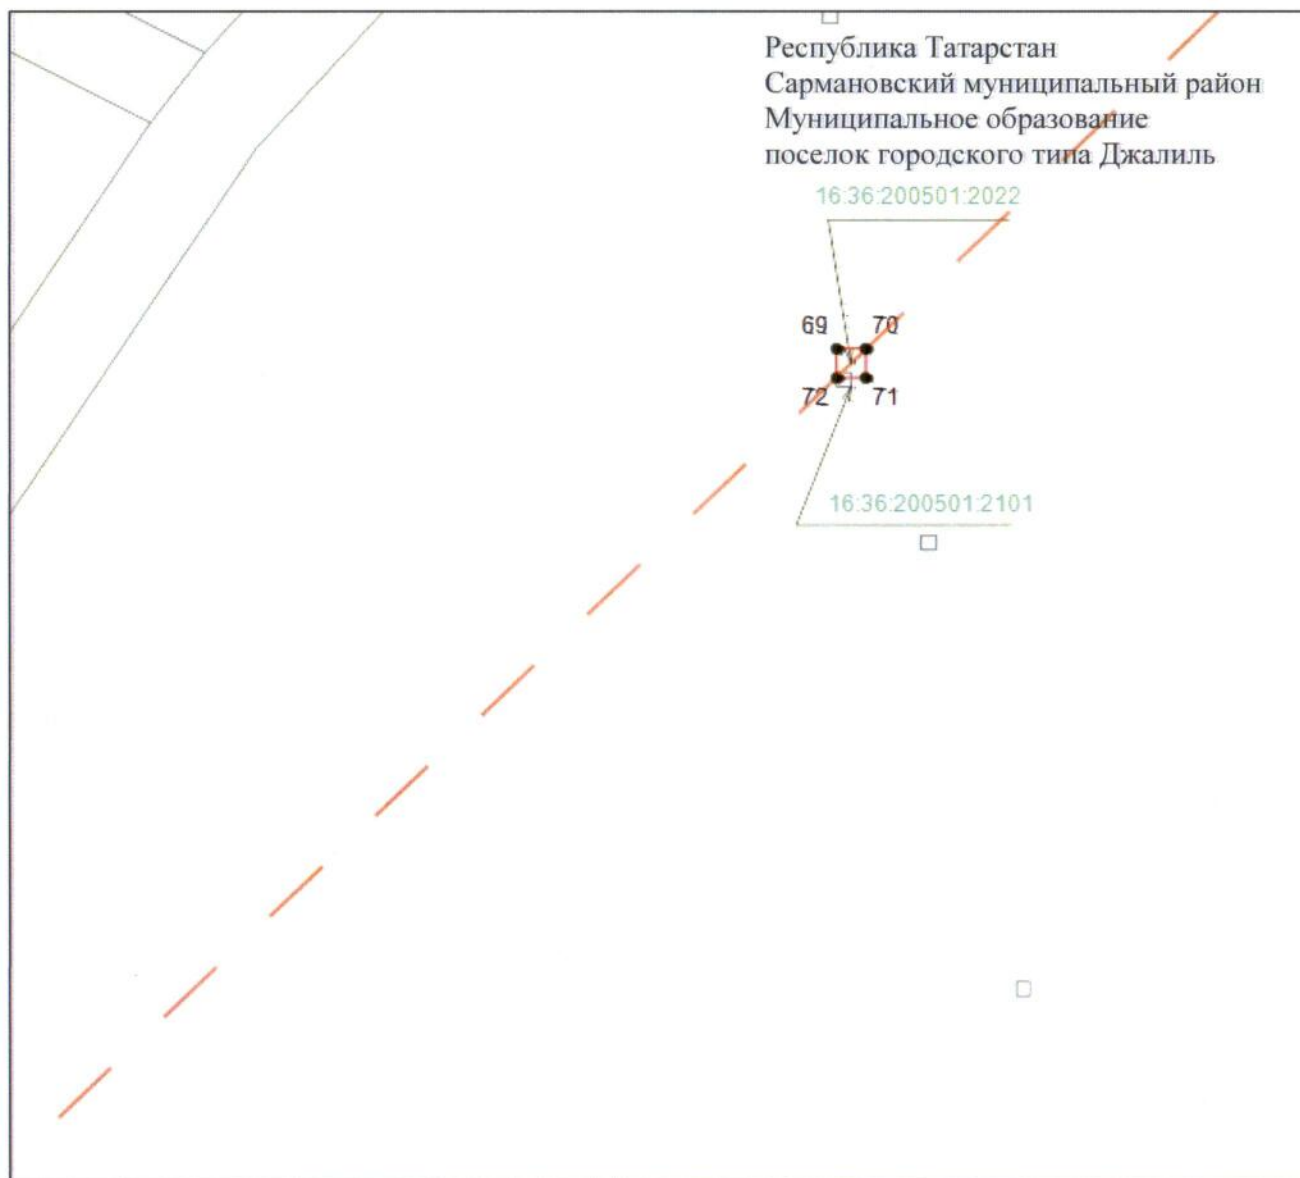 Республика Татарстан
Сармановский муниципальный район
Муниципальное образование
поселок городского типа Джалиль
16:36:200501:2022
69 70
72 7 71
16:36:200501:2101